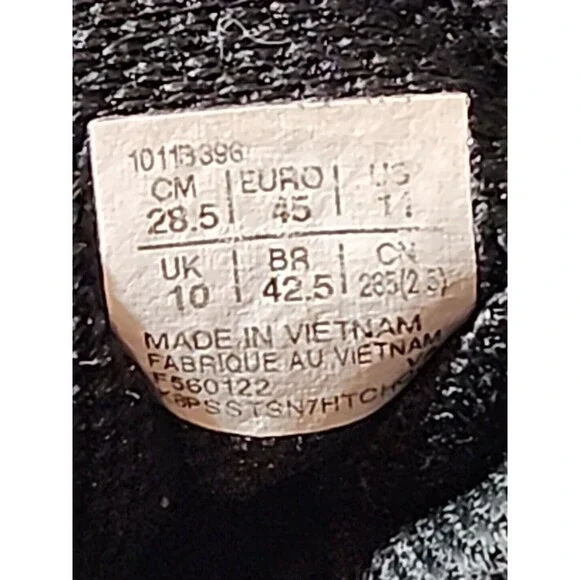 1011B396
CM | EURO | US
28.5 | 45 | 11
UK | BR | CN
10 | 42.5 | 285(2.5)
MADE IN VIETNAM
FABRIQUE AU VIETNAM
F560122